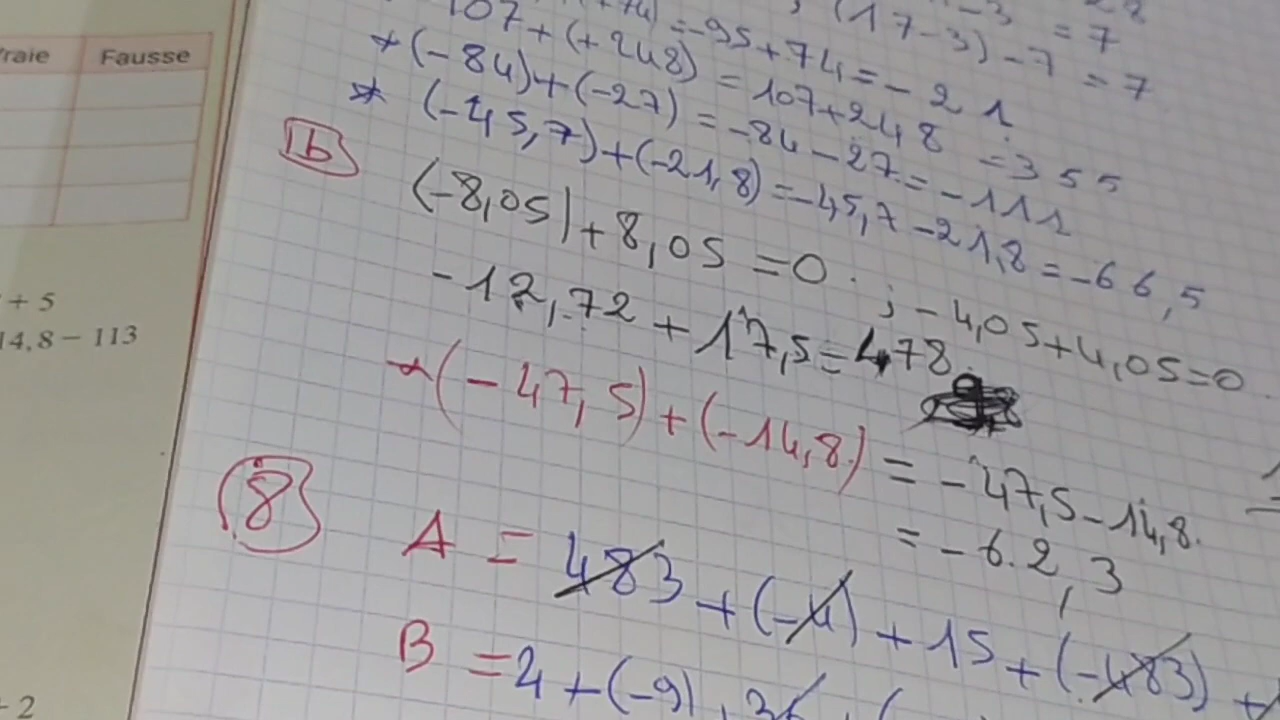 raie Fausse
+ 5
14,8 – 113
– 2
(17-3) - 7 = 7
= -95 + 74 = - 21
107 + (+248) = 107 + 248 = 355
* (-84) + (-27) = -84 - 27 = -111
* (-45,7) + (-21,8) = -45,7 - 21,8 = -66,5
b
(-8,05) + 8,05 = 0 . ; - 4,05 + 4,05 = 0
-12,72 + 17,5 = 4,78
* (-47,5) + (-14,8) = -47,5 - 14,8.
= - 62,3
8
A = 483 + (-4) + 15 + (-483) +
B = 4 + (-9)